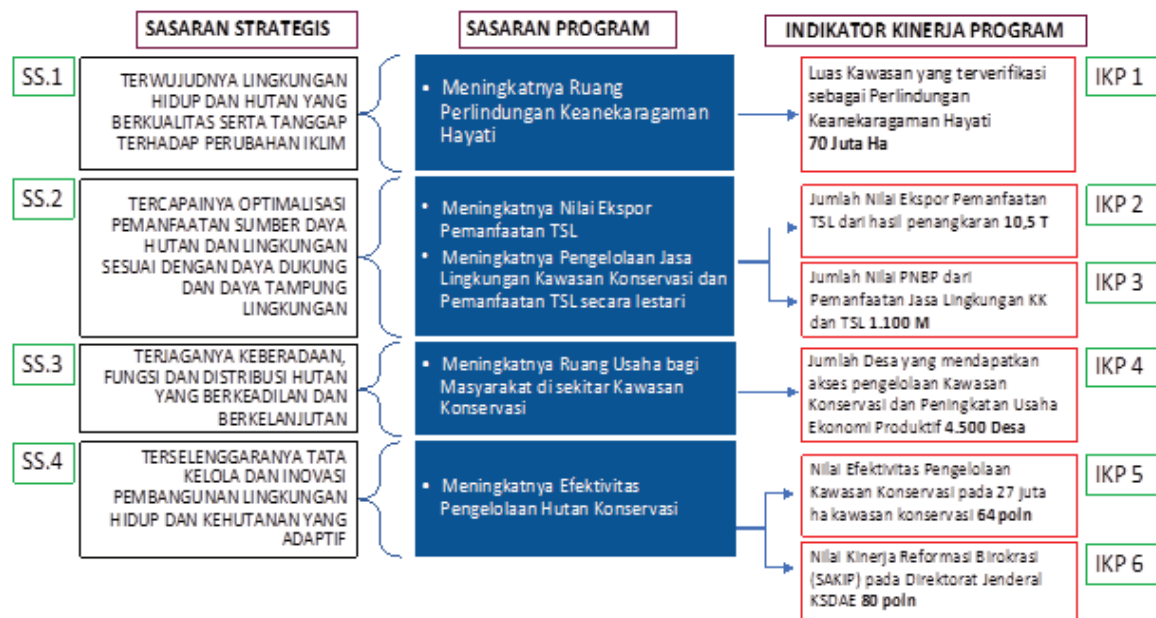 SASARAN STRATEGIS
SASARAN PROGRAM
INDIKATOR KINERJA PROGRAM
SS.1
TERWUJUDNYA LINGKUNGAN
HIDUP DAN HUTAN YANG
BERKUALITAS SERTA TANGGAP
TERHADAP PERUBAHAN IKLIM
• Meningkatnya Ruang
Perlindungan Keanekaragaman
Hayati
Luas Kawasan yang terverifikasi
sebagai Perlindungan
Keanekaragaman Hayati
70 Juta Ha
IKP 1
SS.2
TERCAPAINYA OPTIMALISASI
PEMANFAATAN SUMBER DAYA
HUTAN DAN LINGKUNGAN
SESUAI DENGAN DAYA DUKUNG
DAN DAYA TAMPUNG
LINGKUNGAN
• Meningkatnya Nilai Ekspor
Pemanfaatan TSL
• Meningkatnya Pengelolaan Jasa
Lingkungan Kawasan Konservasi dan
Pemanfaatan TSL secara lestari
Jumlah Nilai Ekspor Pemanfaatan
TSL dari hasil penangkaran 10,5 T
IKP 2
Jumlah Nilai PNBP dari
Pemanfaatan Jasa Lingkungan KK
dan TSL 1.100 M
IKP 3
SS.3
TERJAGANYA KEBERADAAN,
FUNGSI DAN DISTRIBUSI HUTAN
YANG BERKEADILAN DAN
BERKELANJUTAN
• Meningkatnya Ruang Usaha bagi
Masyarakat di sekitar Kawasan
Konservasi
Jumlah Desa yang mendapatkan
akses pengelolaan Kawasan
Konservasi dan Peningkatan Usaha
Ekonomi Produktif 4.500 Desa
IKP 4
SS.4
TERSELENGGARANYA TATA
KELOLA DAN INOVASI
PEMBANGUNAN LINGKUNGAN
HIDUP DAN KEHUTANAN YANG
ADAPTIF
• Meningkatnya Efektivitas
Pengelolaan Hutan Konservasi
Nilai Efektivitas Pengelolaan
Kawasan Konservasi pada 27 juta
ha kawasan konservasi 64 poin
IKP 5
Nilai Kinerja Reformasi Birokrasi
(SAKIP) pada Direktorat Jenderal
KSDAE 80 poin
IKP 6